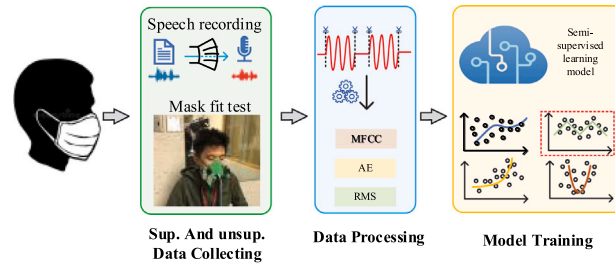 Speech recording
Mask fit test
Sup. And unsup.
Data Collecting
MFCC
AE
RMS
Data Processing
Semi-
supervised
learning
model
Model Training